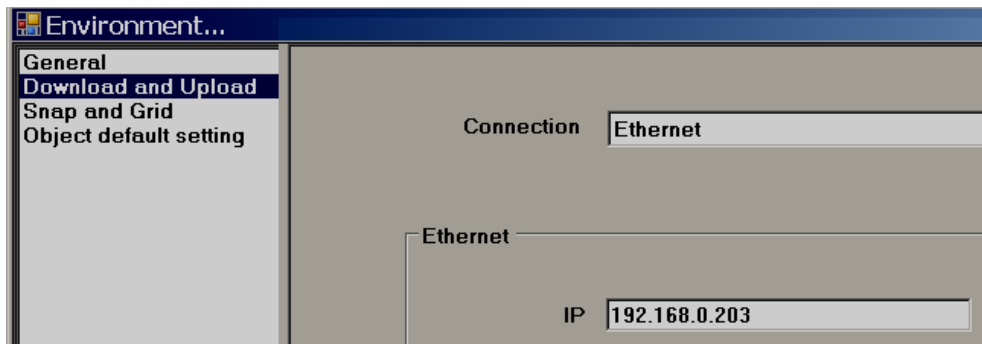 Environment...
General
Download and Upload
Snap and Grid
Object default setting
Connection Ethernet
Ethernet
IP 192.168.0.203